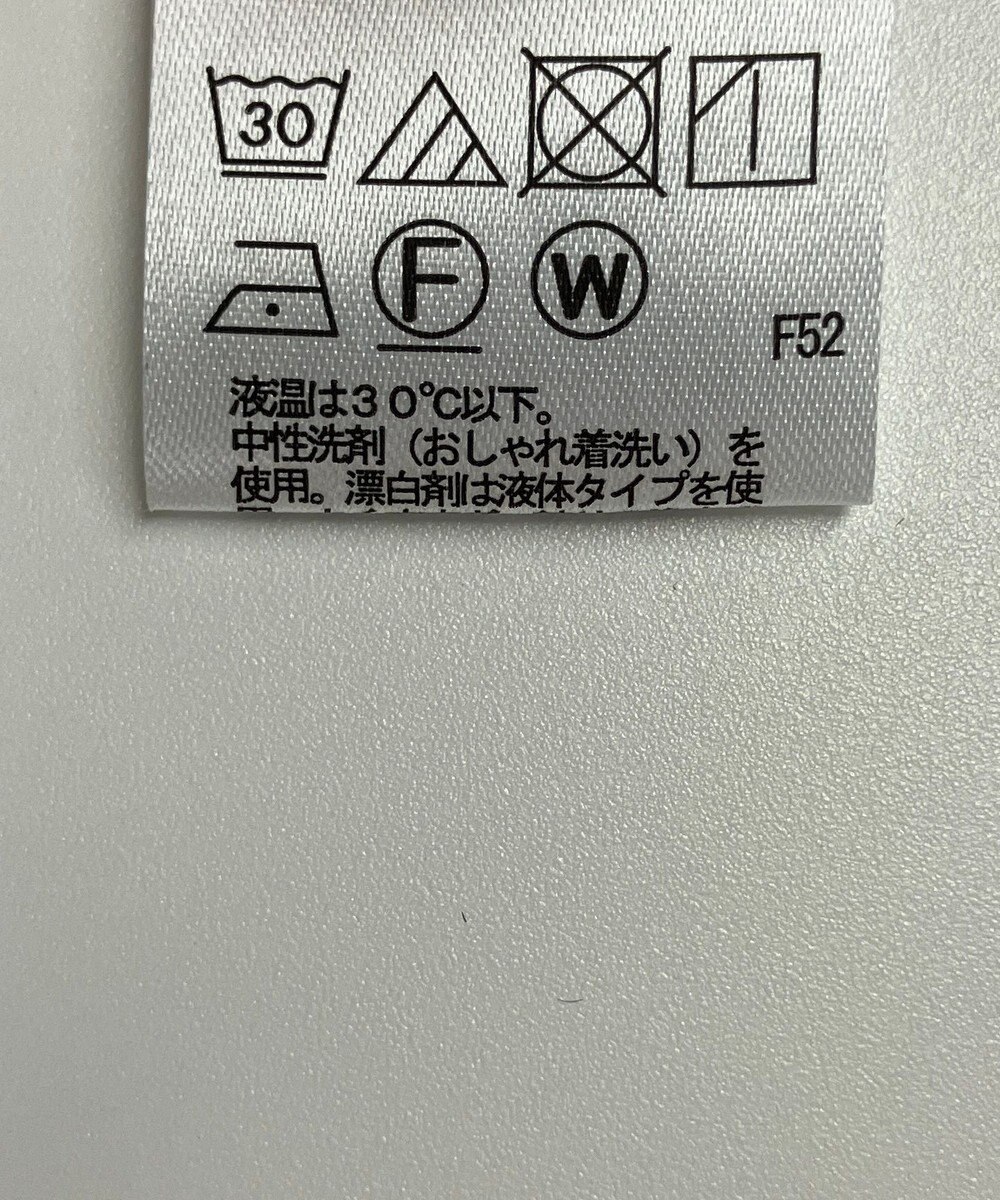 30
F W
F52
液温は30℃以下。
中性洗剤（おしゃれ着洗い）を
使用。漂白剤は液体タイプを使